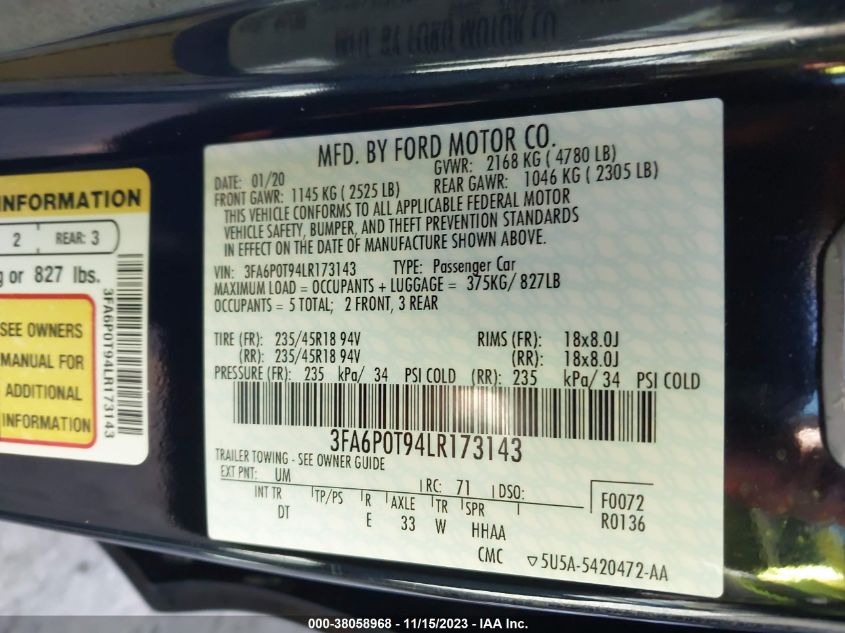 MFD. BY FORD MOTOR CO.
DATE: 01/20 GVWR: 2168 KG ( 4780 LB)
FRONT GAWR: 1145 KG ( 2525 LB) REAR GAWR: 1046 KG ( 2305 LB)
THIS VEHICLE CONFORMS TO ALL APPLICABLE FEDERAL MOTOR
VEHICLE SAFETY, BUMPER, AND THEFT PREVENTION STANDARDS
IN EFFECT ON THE DATE OF MANUFACTURE SHOWN ABOVE.
VIN: 3FA6P0T94LR173143 TYPE: Passenger Car
MAXIMUM LOAD = OCCUPANTS + LUGGAGE = 375KG/ 827LB
OCCUPANTS = 5 TOTAL; 2 FRONT, 3 REAR
TIRE (FR): 235/45R18 94V RIMS (FR): 18x8.0J
(RR): 235/45R18 94V (RR): 18x8.0J
PRESSURE (FR): 235 kPa/ 34 PSI COLD (RR): 235 kPa/ 34 PSI COLD
3FA6P0T94LR173143
TRAILER TOWING - SEE OWNER GUIDE
EXT PNT: UM RC: 71 DSO:
INT TR TP/PS R AXLE TR SPR F0072
DT E 33 W HHAA R0136
CMC 5U5A-5420472-AA
INFORMATION
2 REAR: 3
or 827 lbs.
SEE OWNERS
MANUAL FOR
ADDITIONAL
INFORMATION
3FA6P0T94LR173143
000-38058968 - 11/15/2023 - IAA Inc.